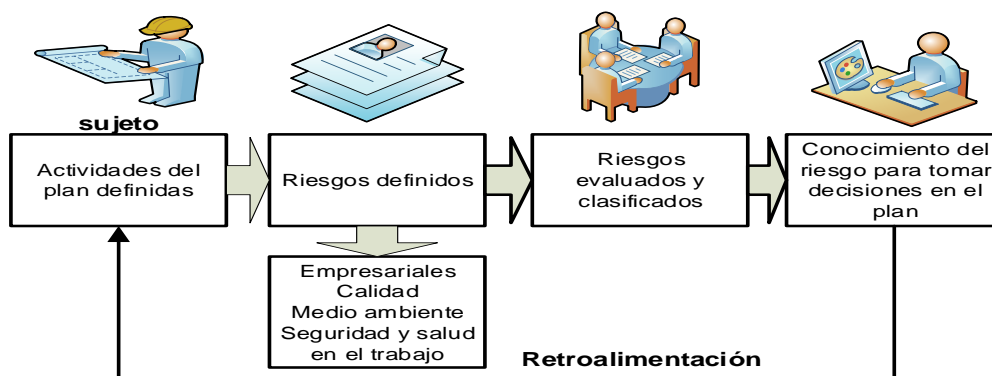 sujeto
Actividades del
plan definidas
Riesgos definidos
Riesgos
evaluados y
clasificados
Conocimiento del
riesgo para tomar
decisiones en el
plan
Empresariales
Calidad
Medio ambiente
Seguridad y salud
en el trabajo
Retroalimentación